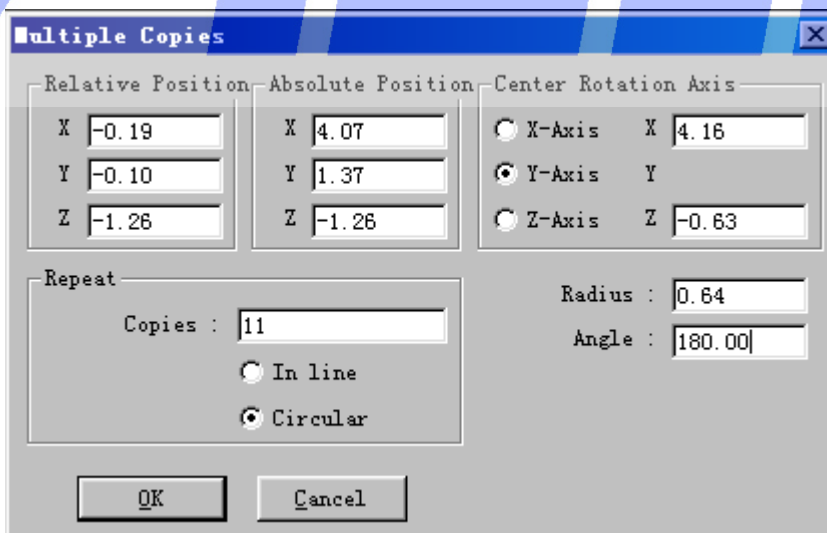 Multiple Copies
Relative Position
X -0.19
Y -0.10
Z -1.26
Absolute Position
X 4.07
Y 1.37
Z -1.26
Center Rotation Axis
X-Axis X 4.16
Y-Axis Y
Z-Axis Z -0.63
Repeat
Copies : 11
In line
Circular
Radius : 0.64
Angle : 180.00
OK
Cancel